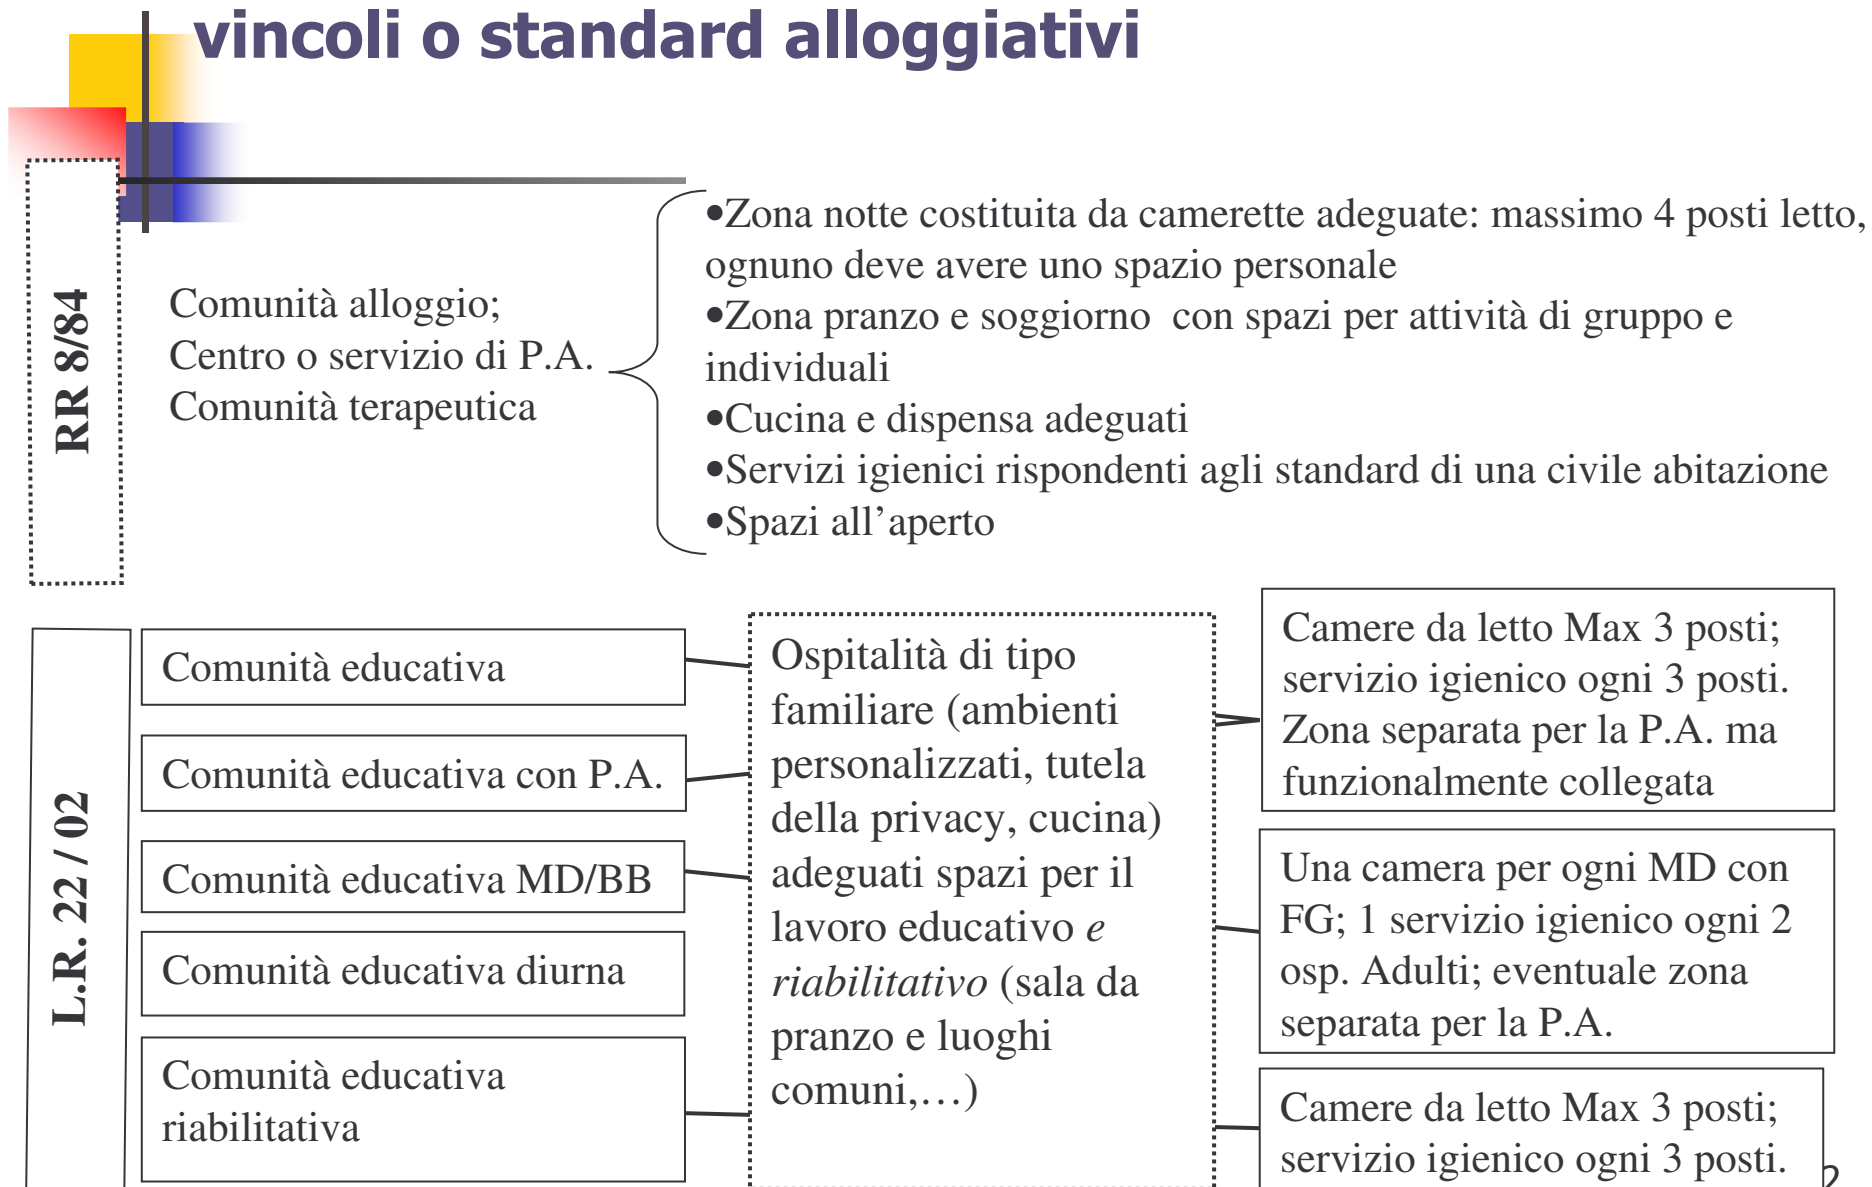 vincoli o standard alloggiativi
RR 8/84
Comunità alloggio;
Centro o servizio di P.A.
Comunità terapeutica
•Zona notte costituita da camerette adeguate: massimo 4 posti letto,
ognuno deve avere uno spazio personale
•Zona pranzo e soggiorno con spazi per attività di gruppo e
individuali
•Cucina e dispensa adeguati
•Servizi igienici rispondenti agli standard di una civile abitazione
•Spazi all’aperto
L.R. 22 / 02
Comunità educativa
Comunità educativa con P.A.
Comunità educativa MD/BB
Comunità educativa diurna
Comunità educativa
riabilitativa
Ospitalità di tipo
familiare (ambienti
personalizzati, tutela
della privacy, cucina)
adeguati spazi per il
lavoro educativo e
riabilitativo (sala da
pranzo e luoghi
comuni,…)
Camere da letto Max 3 posti;
servizio igienico ogni 3 posti.
Zona separata per la P.A. ma
funzionalmente collegata
Una camera per ogni MD con
FG; 1 servizio igienico ogni 2
osp. Adulti; eventuale zona
separata per la P.A.
Camere da letto Max 3 posti;
servizio igienico ogni 3 posti.